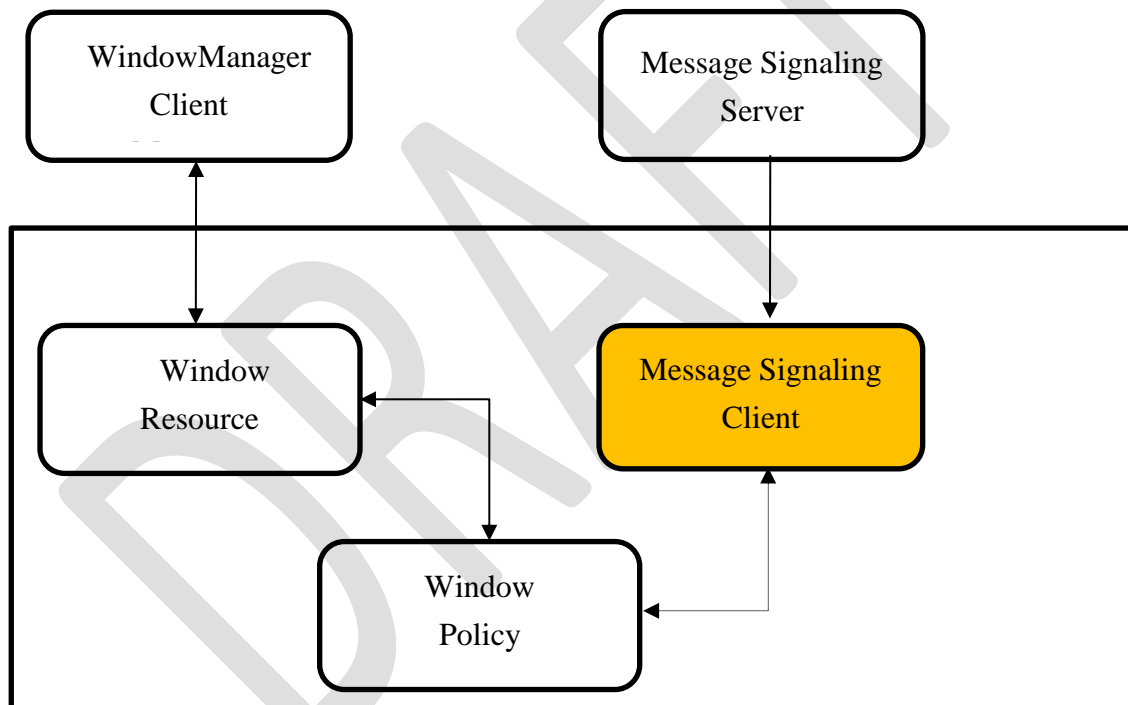 WindowManager
Client
Message Signaling
Server
Window
Resource
Message Signaling
Client
Window
Policy
DRAFT